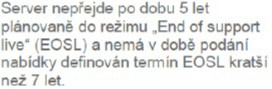 Server nepřejde po dobu 5 let
plánovaně do režimu „End of support
live“ (EOSL) a nemá v době podání
nabídky definován termín EOSL kratší
než 7 let.